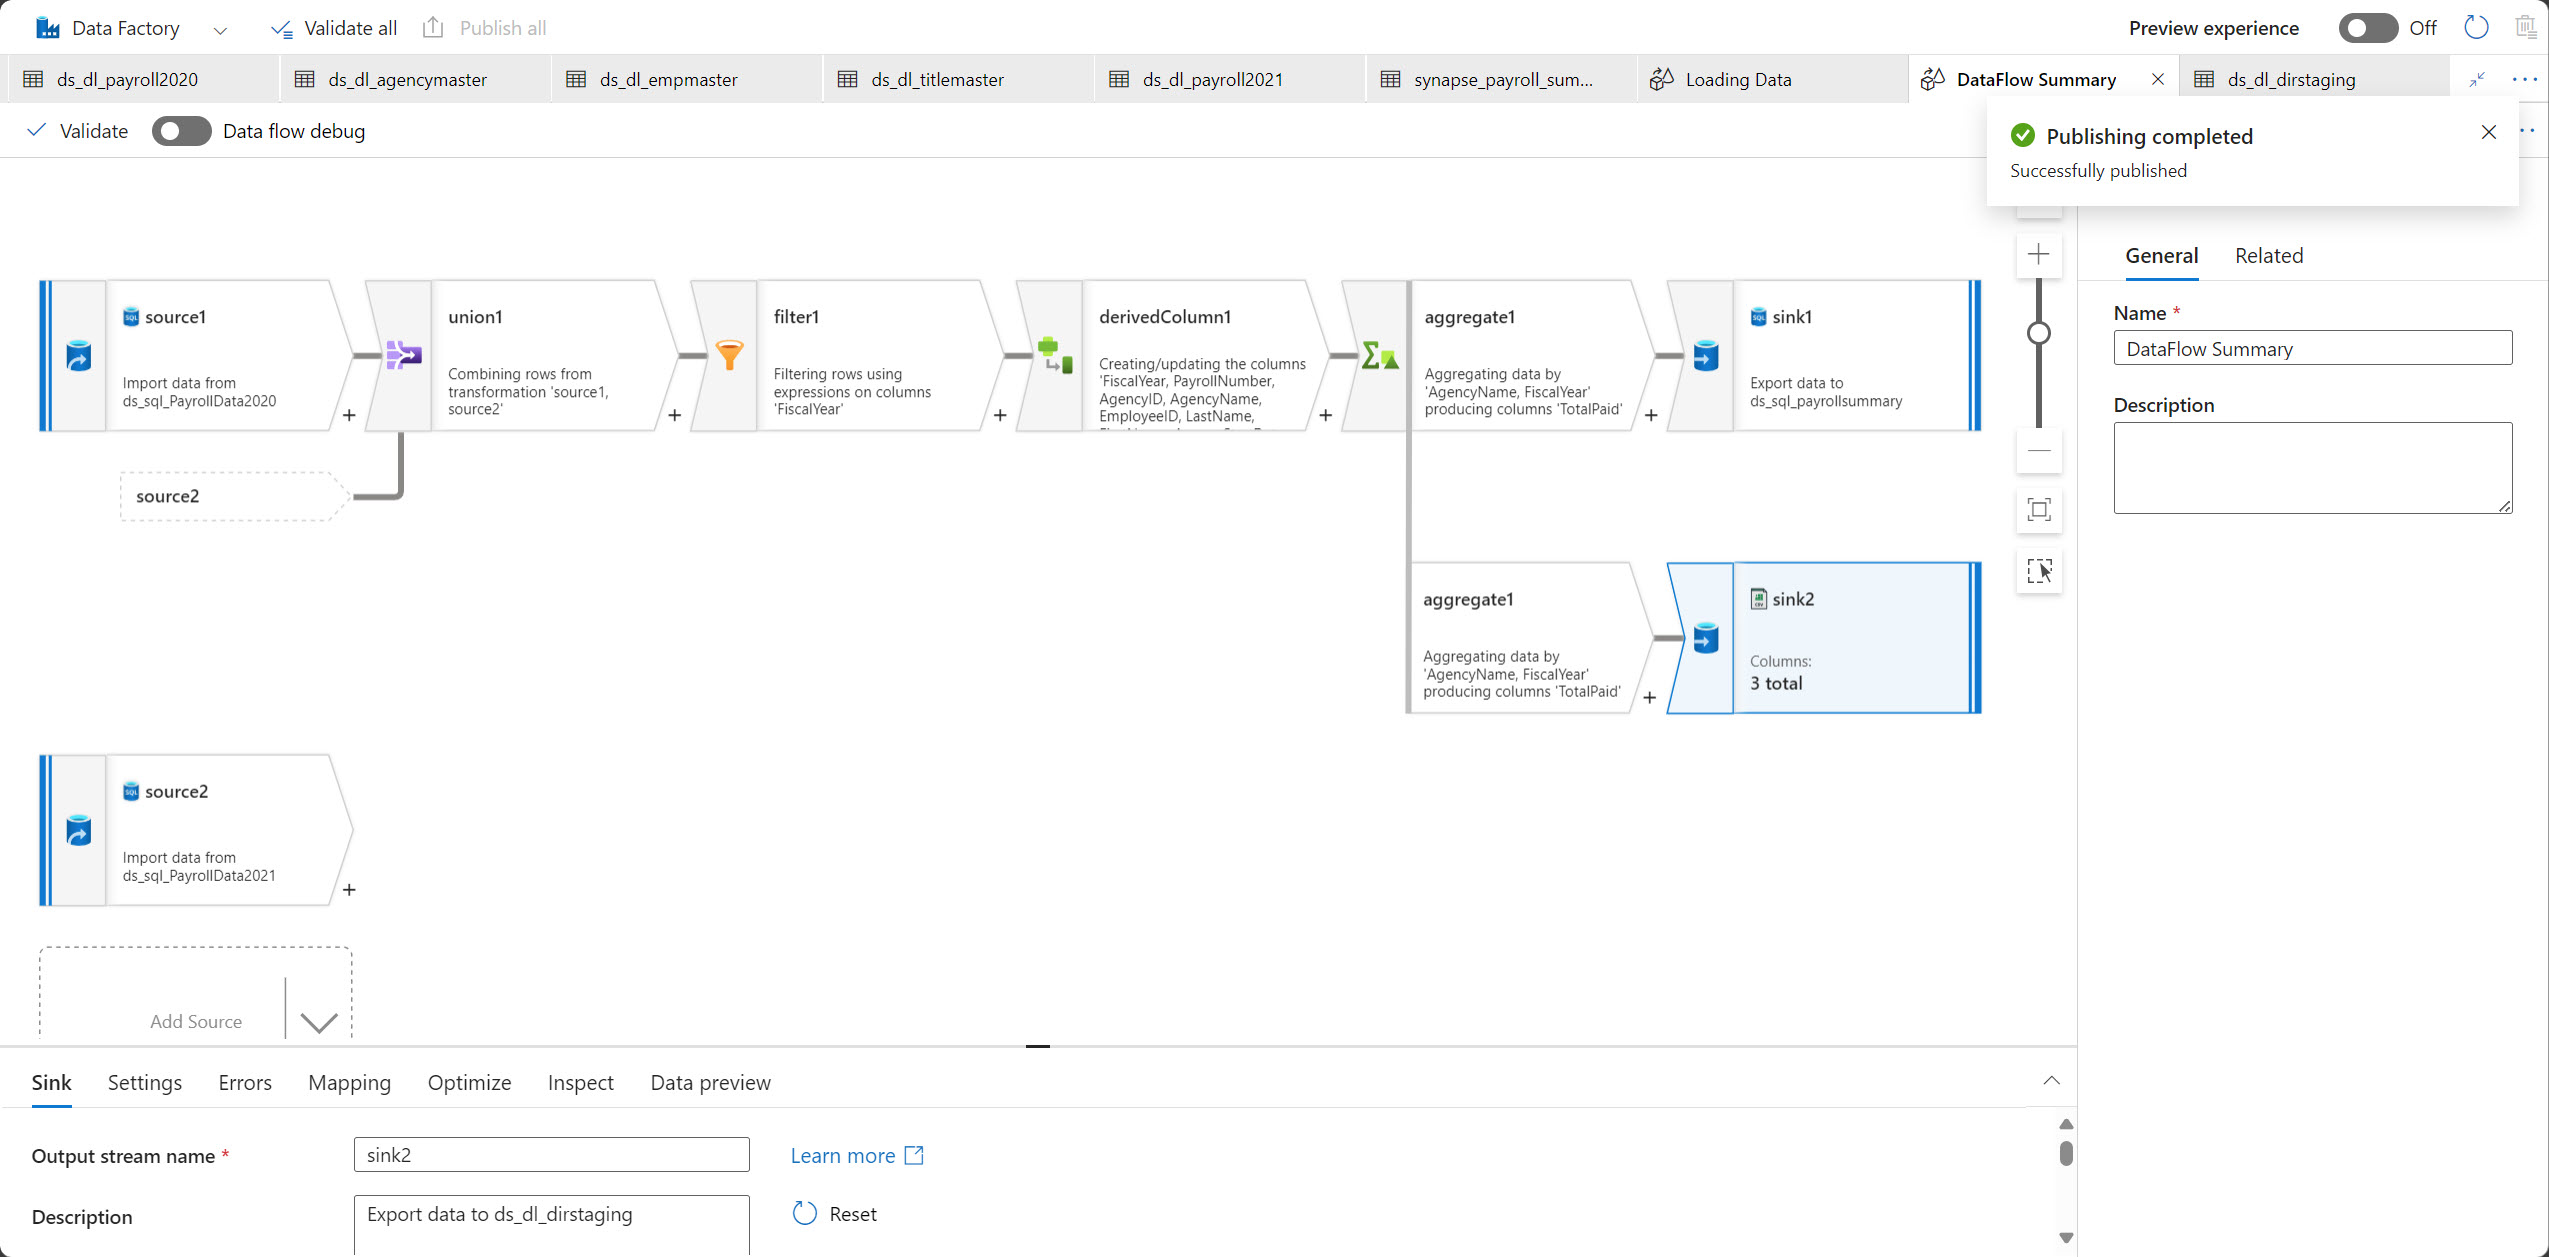 Data Factory
Validate all
Publish all
Preview experience
Off
ds_dl_payroll2020
ds_dl_agencymaster
ds_dl_empmaster
ds_dl_titlemaster
ds_dl_payroll2021
synapse_payroll_sum...
Loading Data
DataFlow Summary
ds_dl_dirstaging
Validate
Data flow debug
Publishing completed
Successfully published
source1
Import data from
ds_sql_PayrollData2020
union1
Combining rows from
transformation 'source1,
source2'
filter1
Filtering rows using
expressions on columns
'FiscalYear'
derivedColumn1
Creating/updating the columns
'FiscalYear, PayrollNumber,
AgencyID, AgencyName,
EmployeeID, LastName,
aggregate1
Aggregating data by
'AgencyName, FiscalYear'
producing columns 'TotalPaid'
sink1
Export data to
ds_sql_payrollsummary
source2
aggregate1
Aggregating data by
'AgencyName, FiscalYear'
producing columns 'TotalPaid'
sink2
Columns:
3 total
source2
Import data from
ds_sql_PayrollData2021
Add Source
General
Related
Name *
DataFlow Summary
Description
Sink
Settings
Errors
Mapping
Optimize
Inspect
Data preview
Output stream name *
sink2
Learn more
Description
Export data to ds_dl_dirstaging
Reset